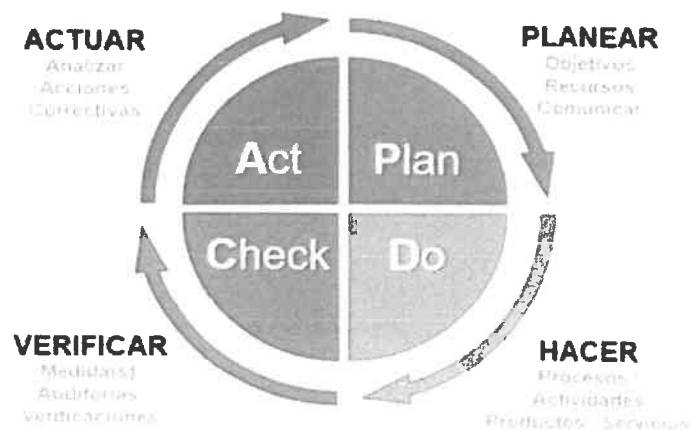 ACTUAR
Analizar
Acciones
Correctivas
PLANEAR
Objetivos
Recursos
Comunicar
Act
Plan
Check
Do
VERIFICAR
Auditorías
Verificaciones
HACER
Procesos
Actividades
Productos Servicios